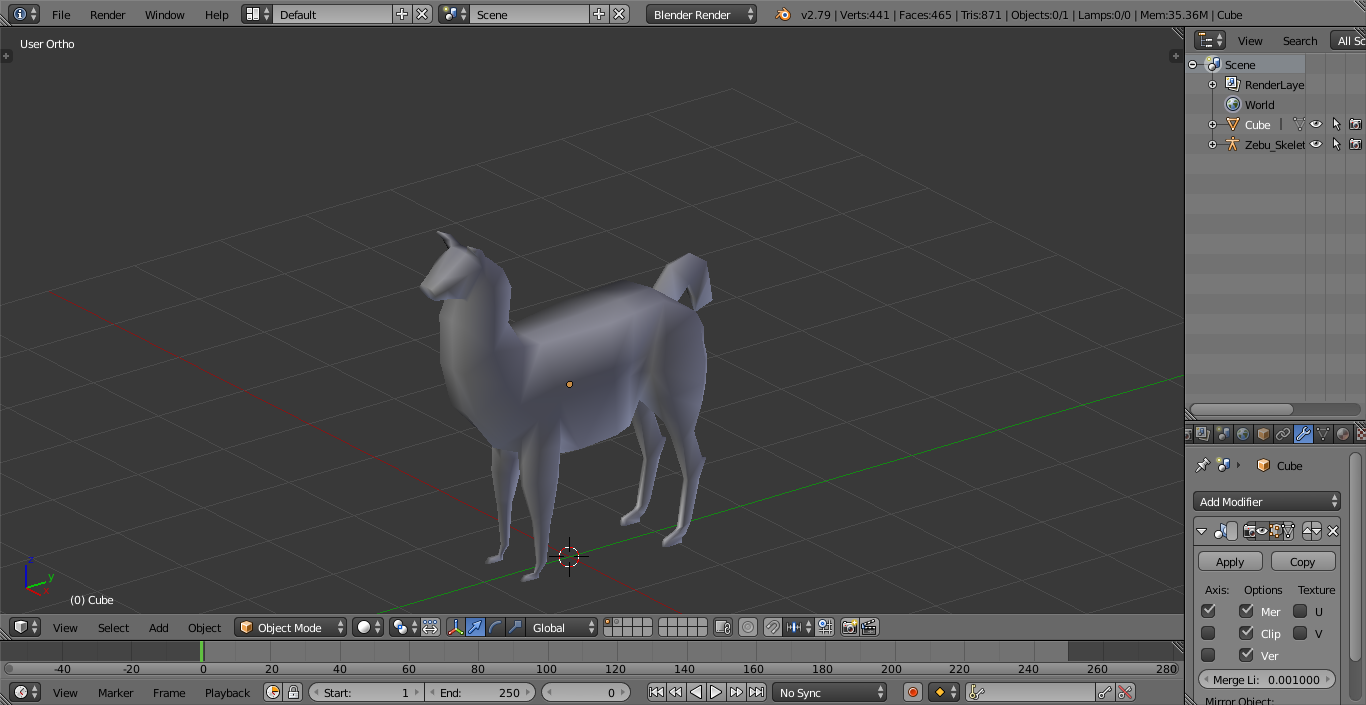 File Render Window Help Default Scene Blender Render v2.79 | Verts:441 | Faces:465 | Tris:871 | Objects:0/1 | Lamps:0/0 | Mem:35.36M | Cube
User Ortho
View Search All Sc
Scene
RenderLaye
World
Cube
Zebu_Skelet
Cube
Add Modifier
Apply Copy
Axis: Options Texture
Mer U
Clip V
Ver
Merge Li: 0.001000
Mirror Object:
z
y
(0) Cube
View Select Add Object Object Mode Global
-40 -20 0 20 40 60 80 100 120 140 160 180 200 220 240 260 280
View Marker Frame Playback Start: 1 End: 250 0 No Sync